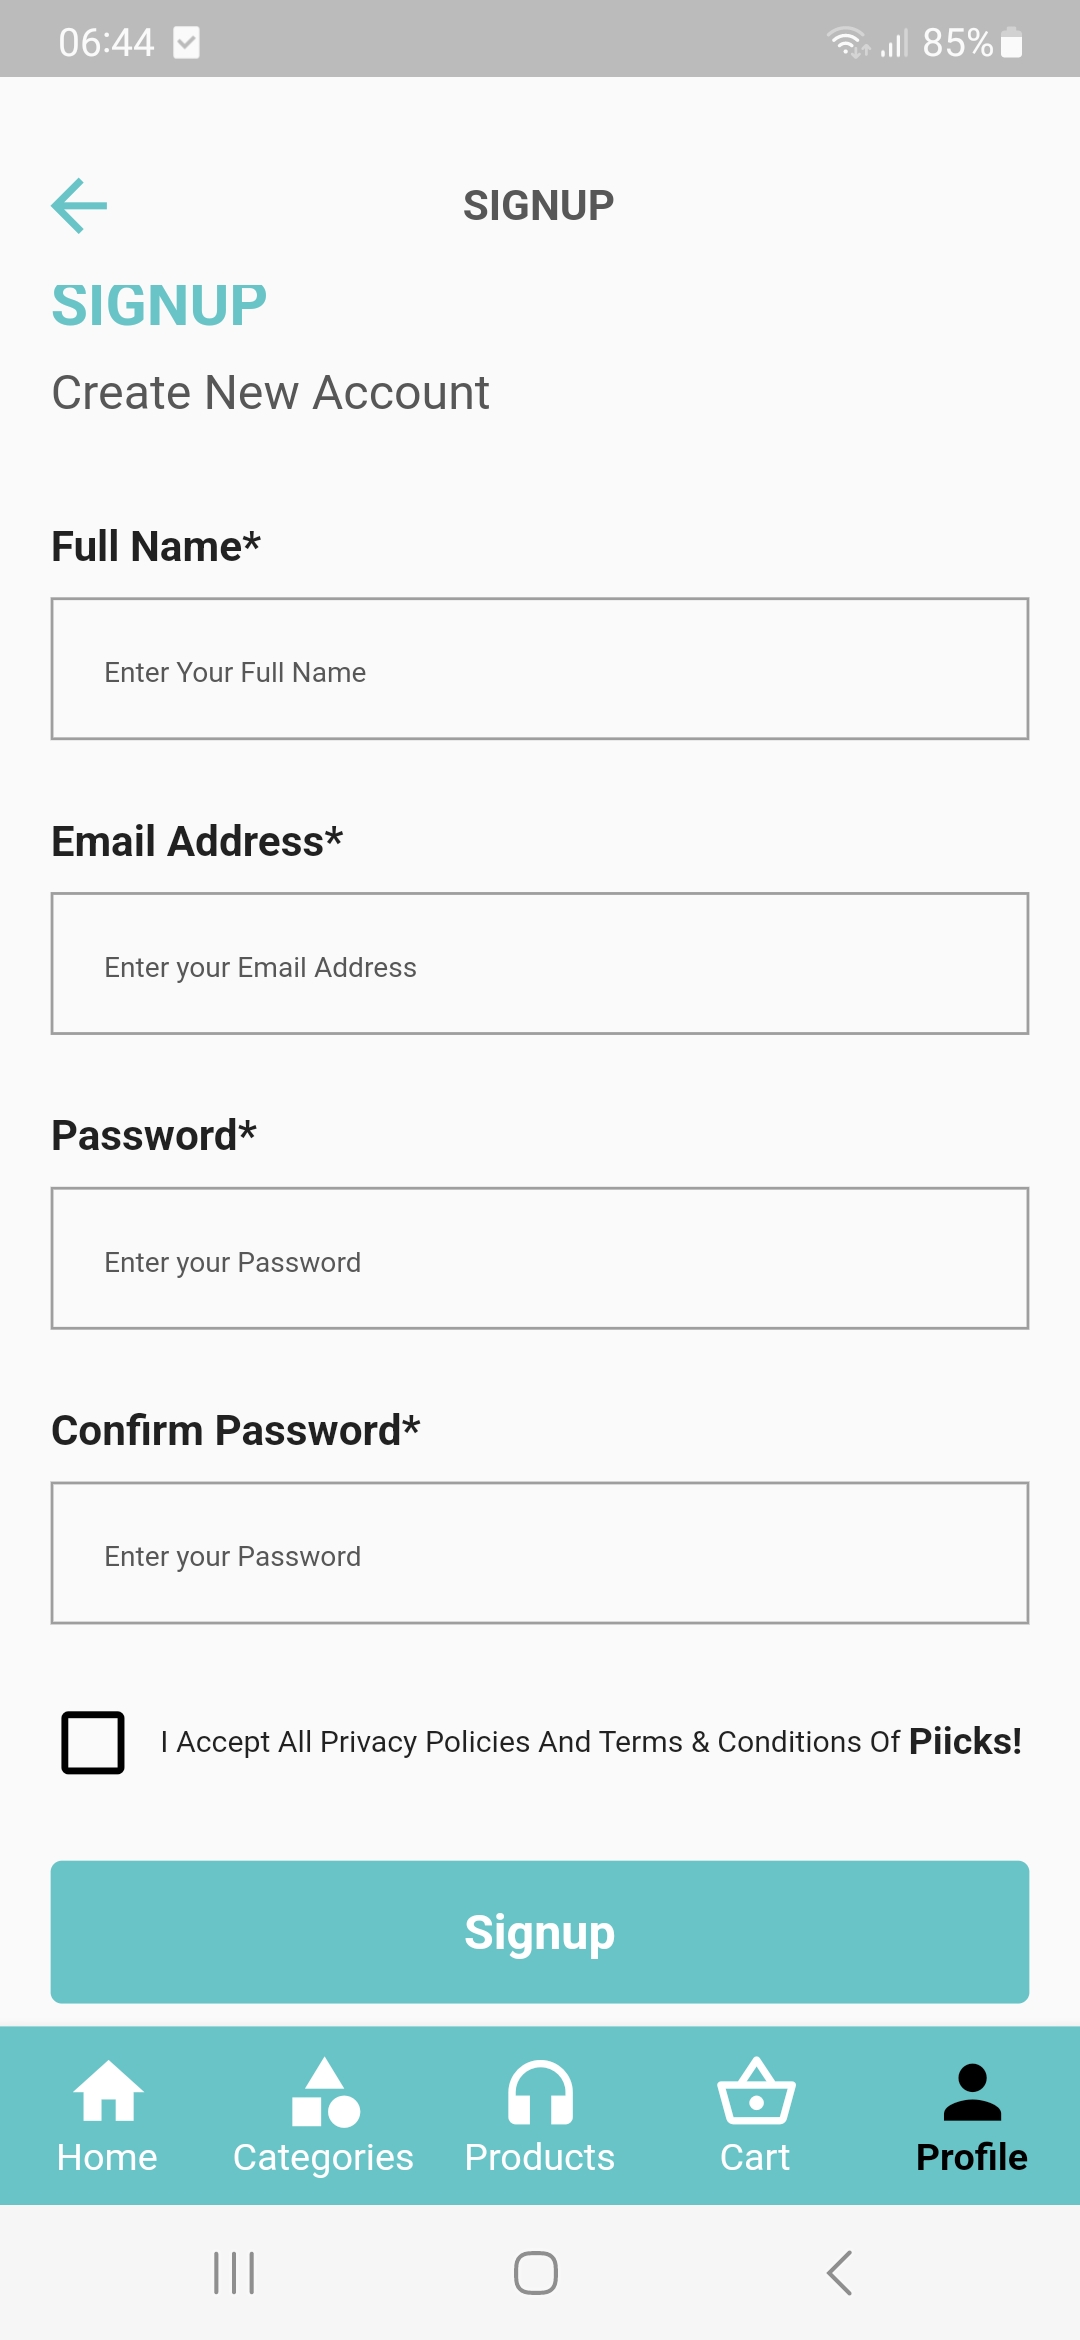 06:44
85%
SIGNUP
SIGNUP
Create New Account
Full Name*
Enter Your Full Name
Email Address*
Enter your Email Address
Password*
Enter your Password
Confirm Password*
Enter your Password
I Accept All Privacy Policies And Terms & Conditions Of Piicks!
Signup
Home Categories Products Cart Profile